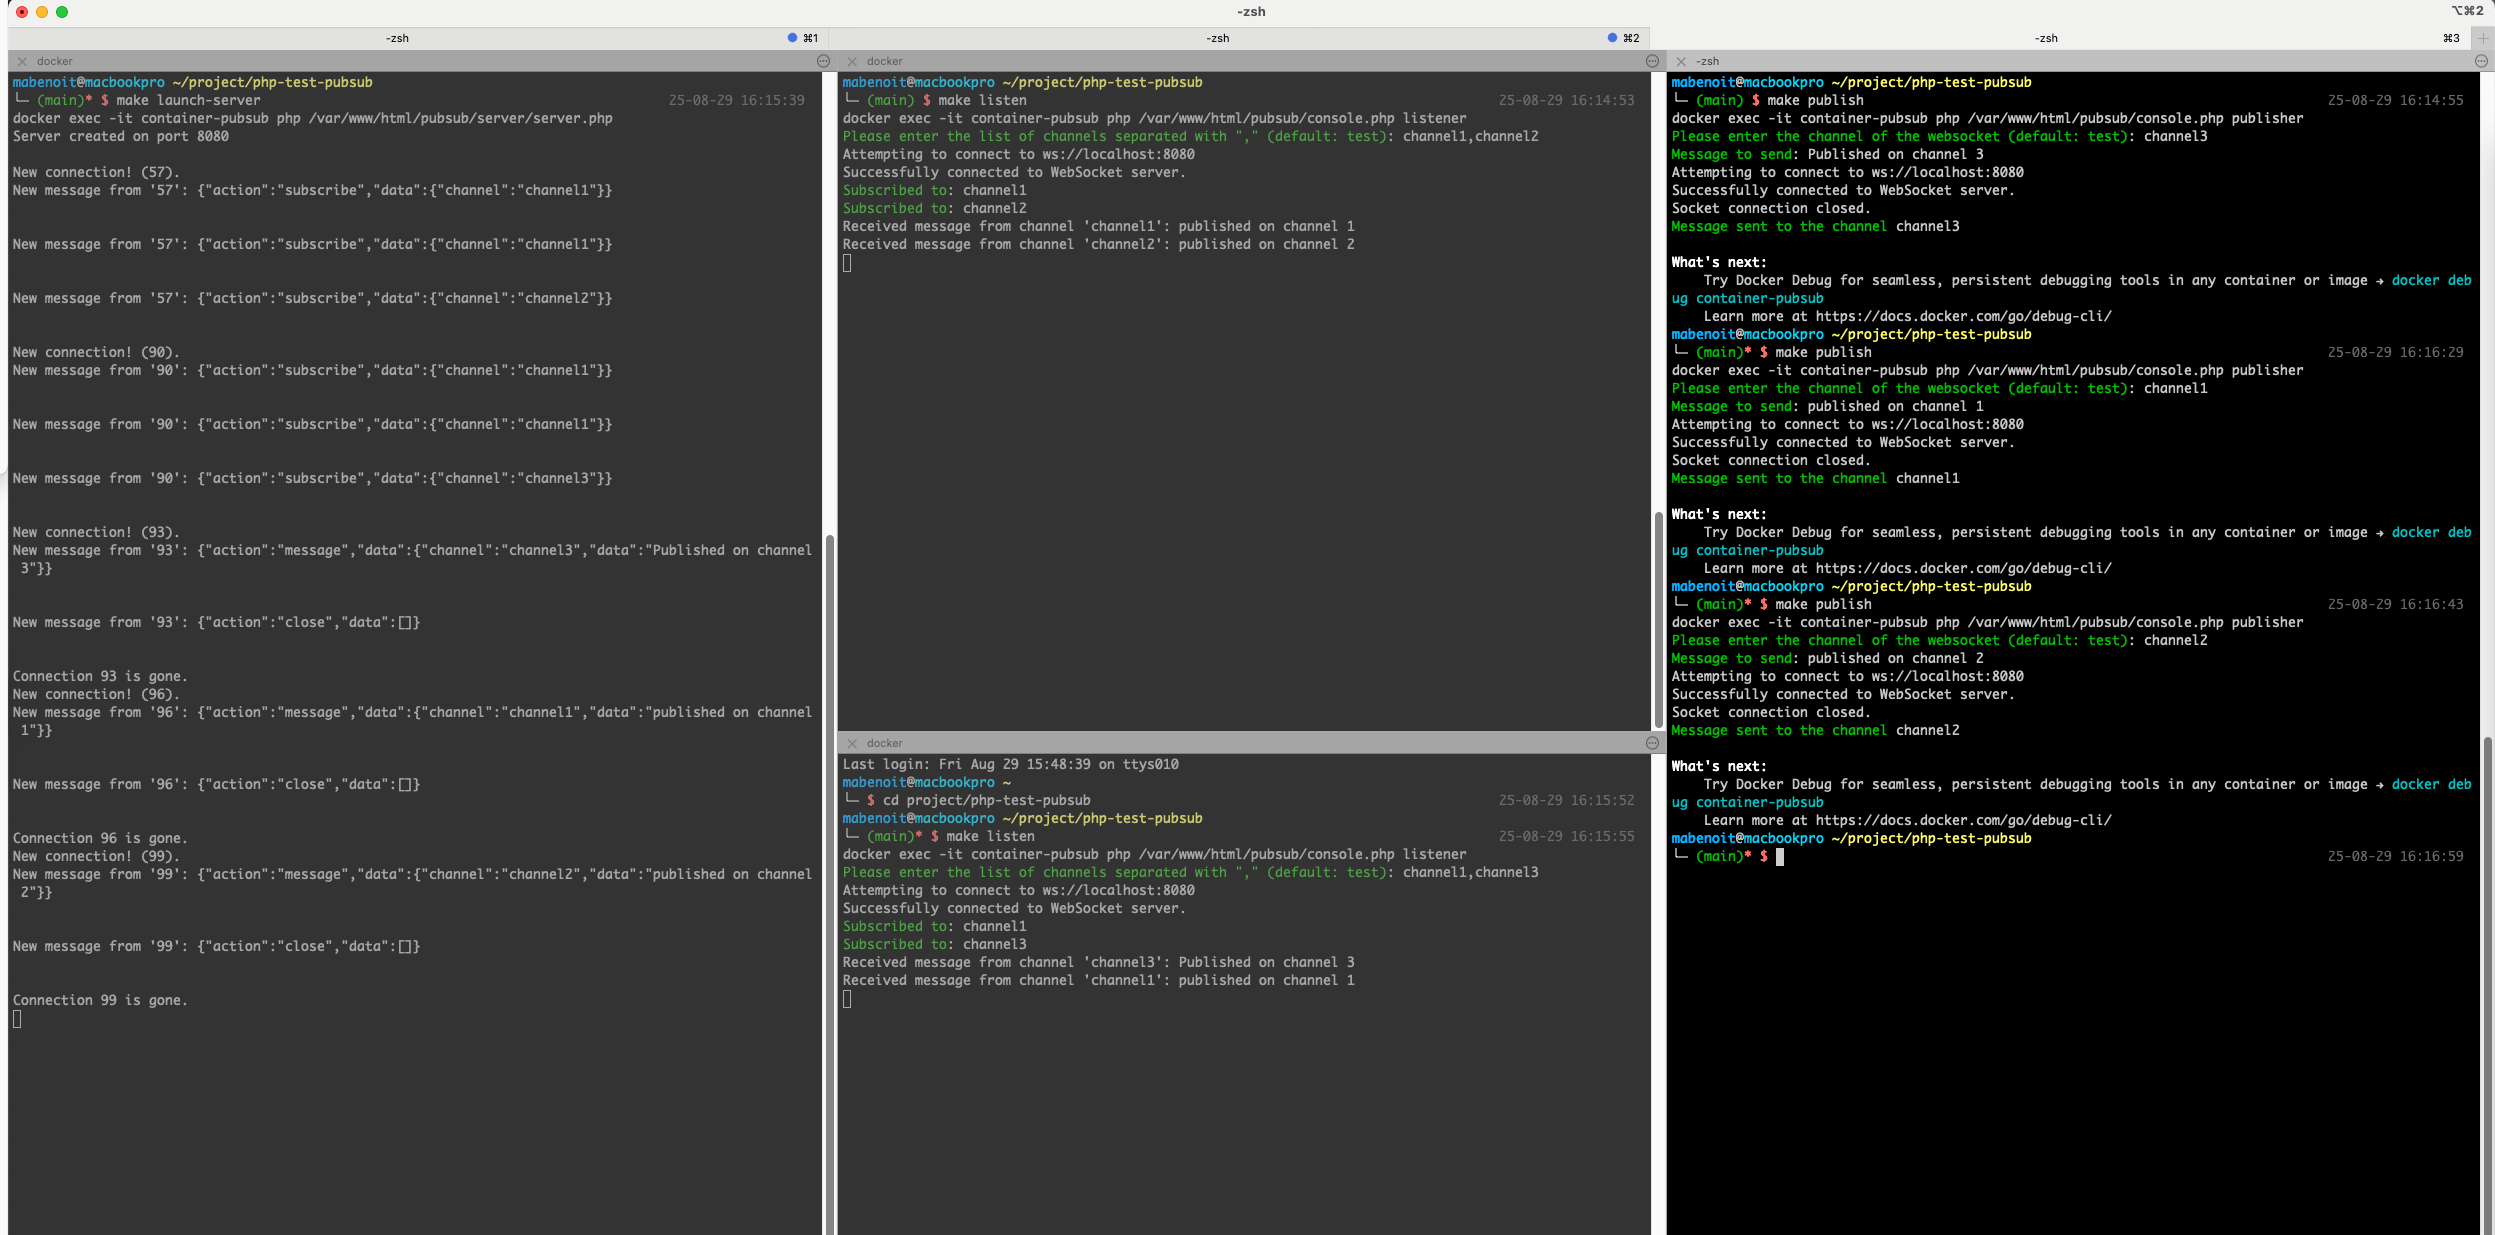 -zsh
⌥⌘2
-zsh
⌘1
-zsh
⌘2
-zsh
⌘3
docker
mabenoit@macbookpro ~/project/php-test-pubsub
└─ (main)* $ make launch-server 25-08-29 16:15:39
docker exec -it container-pubsub php /var/www/html/pubsub/server/server.php
Server created on port 8080
New connection! (57).
New message from '57': {"action":"subscribe","data":{"channel":"channel1"}}
New message from '57': {"action":"subscribe","data":{"channel":"channel1"}}
New message from '57': {"action":"subscribe","data":{"channel":"channel2"}}
New connection! (90).
New message from '90': {"action":"subscribe","data":{"channel":"channel1"}}
New message from '90': {"action":"subscribe","data":{"channel":"channel1"}}
New message from '90': {"action":"subscribe","data":{"channel":"channel3"}}
New connection! (93).
New message from '93': {"action":"message","data":{"channel":"channel3","data":"Published on channel
3"}}
New message from '93': {"action":"close","data":[]}
Connection 93 is gone.
New connection! (96).
New message from '96': {"action":"message","data":{"channel":"channel1","data":"published on channel
1"}}
New message from '96': {"action":"close","data":[]}
Connection 96 is gone.
New connection! (99).
New message from '99': {"action":"message","data":{"channel":"channel2","data":"published on channel
2"}}
New message from '99': {"action":"close","data":[]}
Connection 99 is gone.
docker
mabenoit@macbookpro ~/project/php-test-pubsub
└─ (main) $ make listen 25-08-29 16:14:53
docker exec -it container-pubsub php /var/www/html/pubsub/console.php listener
Please enter the list of channels separated with "," (default: test): channel1,channel2
Attempting to connect to ws://localhost:8080
Successfully connected to WebSocket server.
Subscribed to: channel1
Subscribed to: channel2
Received message from channel 'channel1': published on channel 1
Received message from channel 'channel2': published on channel 2
docker
Last login: Fri Aug 29 15:48:39 on ttys010
mabenoit@macbookpro ~
└─ $ cd project/php-test-pubsub 25-08-29 16:15:52
mabenoit@macbookpro ~/project/php-test-pubsub
└─ (main)* $ make listen 25-08-29 16:15:55
docker exec -it container-pubsub php /var/www/html/pubsub/console.php listener
Please enter the list of channels separated with "," (default: test): channel1,channel3
Attempting to connect to ws://localhost:8080
Successfully connected to WebSocket server.
Subscribed to: channel1
Subscribed to: channel3
Received message from channel 'channel3': Published on channel 3
Received message from channel 'channel1': published on channel 1
-zsh
mabenoit@macbookpro ~/project/php-test-pubsub
└─ (main) $ make publish 25-08-29 16:14:55
docker exec -it container-pubsub php /var/www/html/pubsub/console.php publisher
Please enter the channel of the websocket (default: test): channel3
Message to send: Published on channel 3
Attempting to connect to ws://localhost:8080
Successfully connected to WebSocket server.
Socket connection closed.
Message sent to the channel channel3
What's next:
Try Docker Debug for seamless, persistent debugging tools in any container or image → docker deb
ug container-pubsub
Learn more at https://docs.docker.com/go/debug-cli/
mabenoit@macbookpro ~/project/php-test-pubsub
└─ (main)* $ make publish 25-08-29 16:16:29
docker exec -it container-pubsub php /var/www/html/pubsub/console.php publisher
Please enter the channel of the websocket (default: test): channel1
Message to send: published on channel 1
Attempting to connect to ws://localhost:8080
Successfully connected to WebSocket server.
Socket connection closed.
Message sent to the channel channel1
What's next:
Try Docker Debug for seamless, persistent debugging tools in any container or image → docker deb
ug container-pubsub
Learn more at https://docs.docker.com/go/debug-cli/
mabenoit@macbookpro ~/project/php-test-pubsub
└─ (main)* $ make publish 25-08-29 16:16:43
docker exec -it container-pubsub php /var/www/html/pubsub/console.php publisher
Please enter the channel of the websocket (default: test): channel2
Message to send: published on channel 2
Attempting to connect to ws://localhost:8080
Successfully connected to WebSocket server.
Socket connection closed.
Message sent to the channel channel2
What's next:
Try Docker Debug for seamless, persistent debugging tools in any container or image → docker deb
ug container-pubsub
Learn more at https://docs.docker.com/go/debug-cli/
mabenoit@macbookpro ~/project/php-test-pubsub
└─ (main)* $ 25-08-29 16:16:59